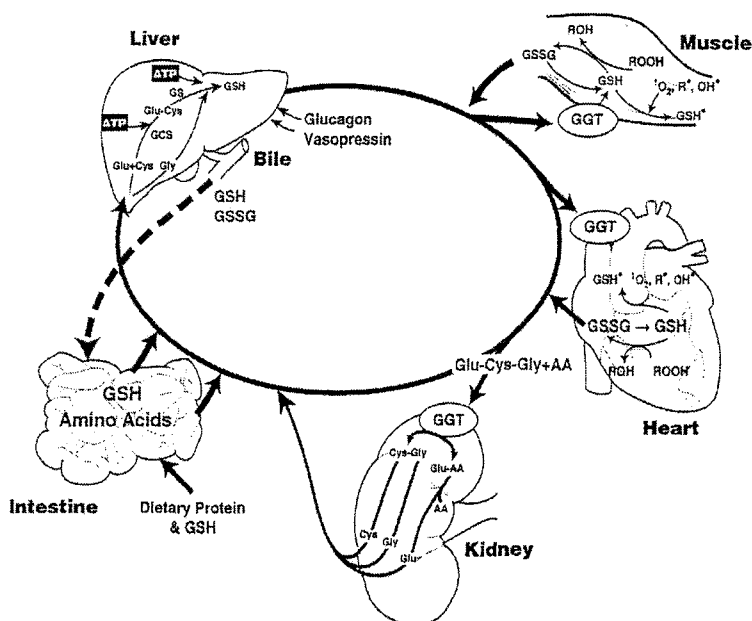 Liver
ATP
GS
GSH
Glu-Cys
ATP
GCS
Glu+Cys Gly
Glucagon
Vasopressin
Bile
GSH
GSSG
Muscle
ROH
GSSG
ROOH
GSH
¹O₂, R•, OH•
GGT
GSH•
GGT
GSH• ¹O₂, R•, OH•
GSSG → GSH
ROH ROOH
Heart
Glu-Cys-Gly+AA
GGT
Cys-Gly
Glu-AA
AA
Cys
Gly
Glu
Kidney
GSH
Amino Acids
Intestine
Dietary Protein
& GSH